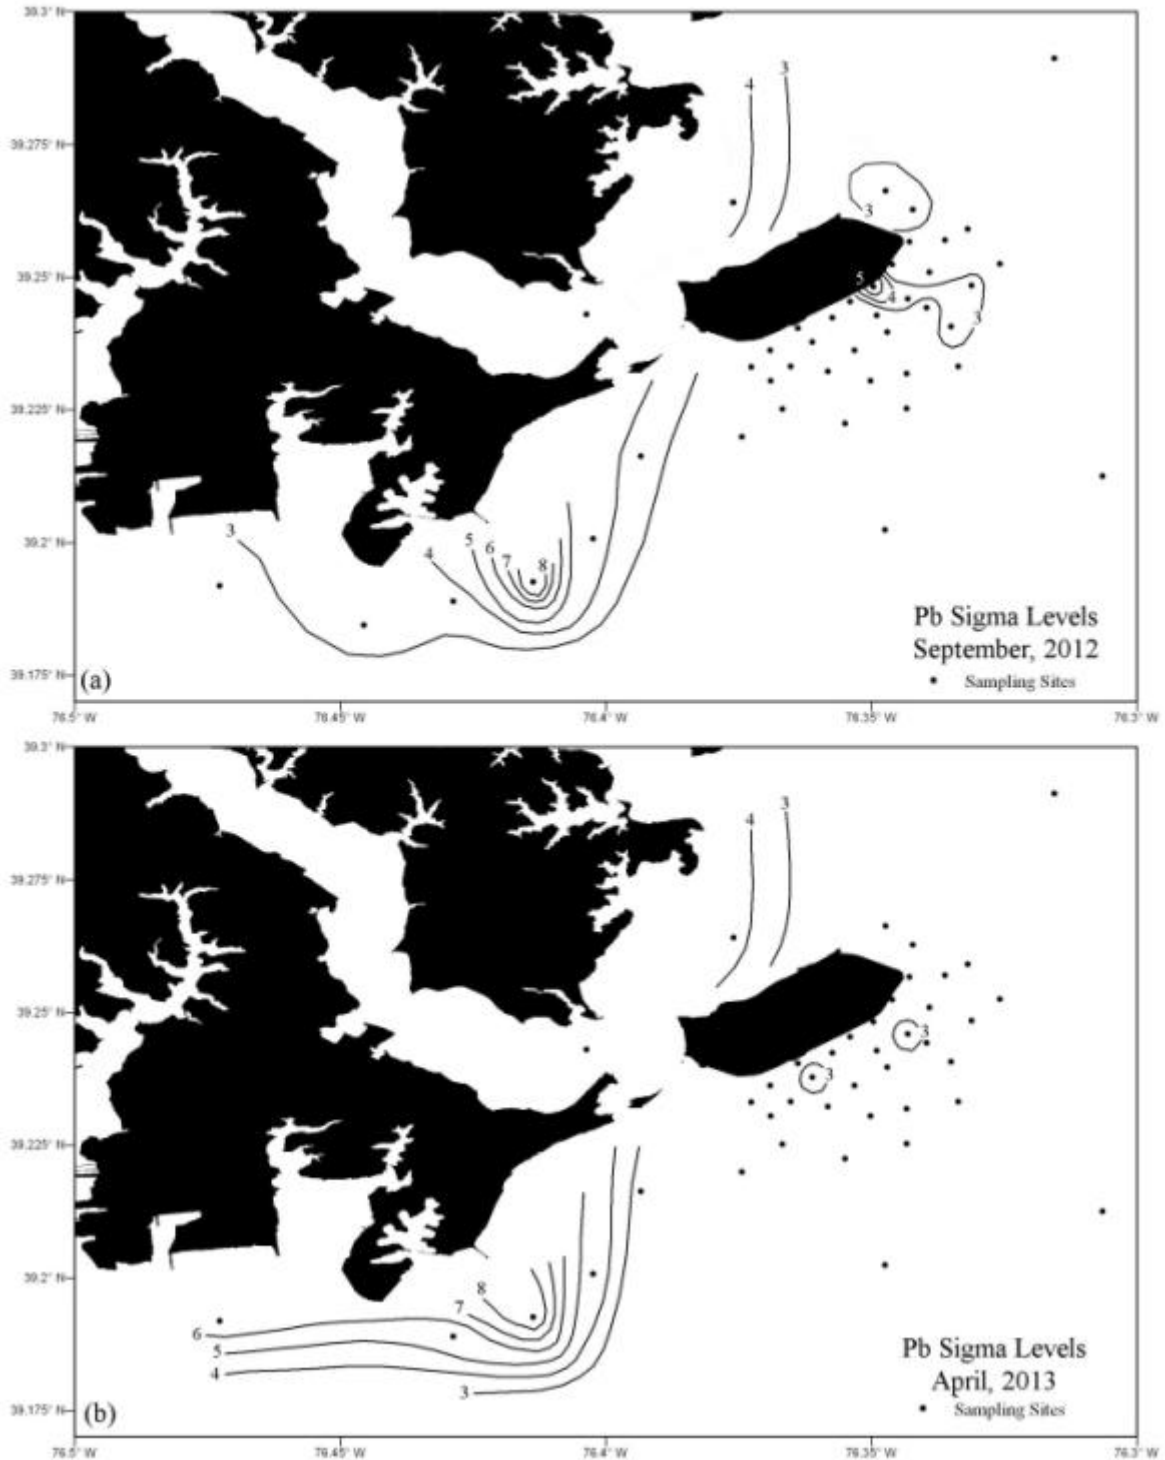 39.3° N
39.275° N
39.25° N
39.225° N
39.2° N
39.175° N
3
4
3
5
4
3
3
4
5
6
7
8
Pb Sigma Levels
September, 2012
Sampling Sites
(a)
76.5° W 76.45° W 76.4° W 76.35° W 76.3° W
39.3° N
39.275° N
39.25° N
39.225° N
39.2° N
39.175° N
3
4
3
3
8
7
6
5
4
3
Pb Sigma Levels
April, 2013
Sampling Sites
(b)
76.5° W 76.45° W 76.4° W 76.35° W 76.3° W